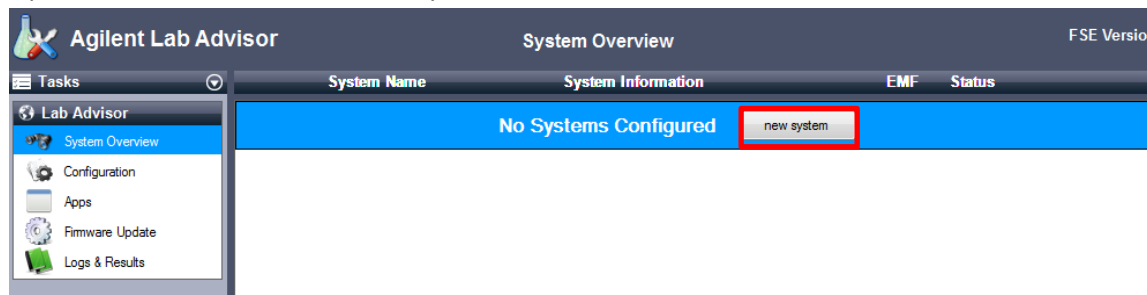 Agilent Lab Advisor
System Overview
FSE Versio
Tasks
System Name
System Information
EMF
Status
Lab Advisor
No Systems Configured
new system
System Overview
Configuration
Apps
Firmware Update
Logs & Results